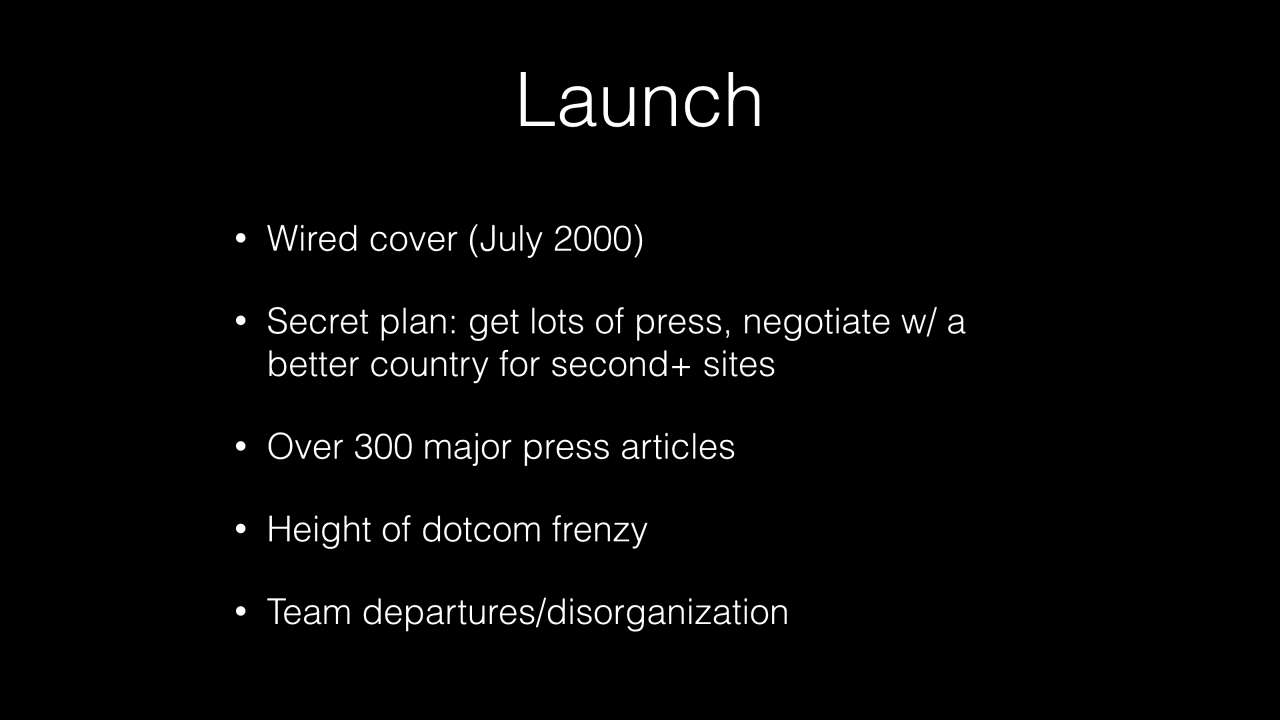 Launch
• Wired cover (July 2000)
• Secret plan: get lots of press, negotiate w/ a
better country for second+ sites
• Over 300 major press articles
• Height of dotcom frenzy
• Team departures/disorganization